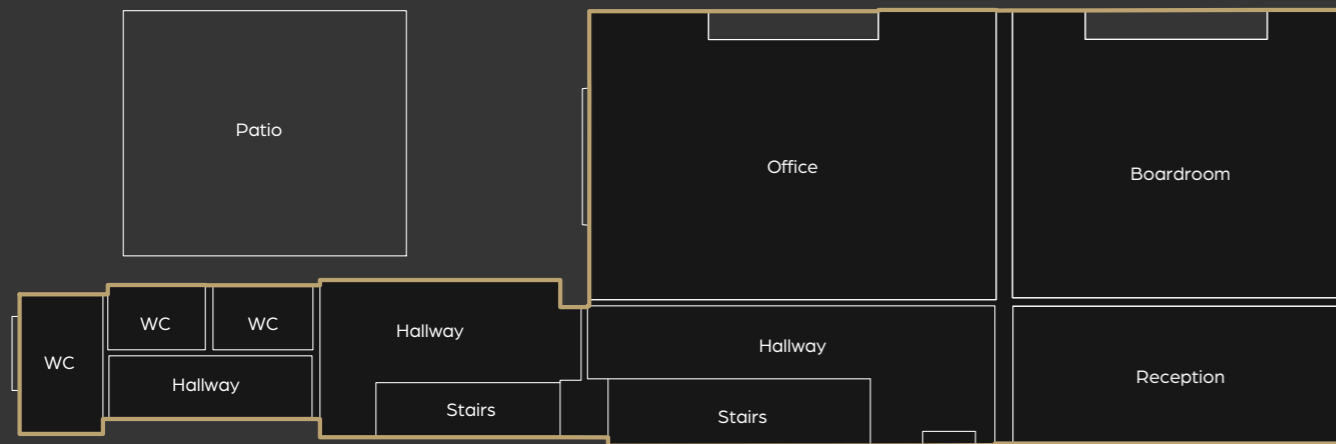 Patio
Office
Boardroom
WC
WC
WC
Hallway
Hallway
Stairs
Hallway
Stairs
Reception